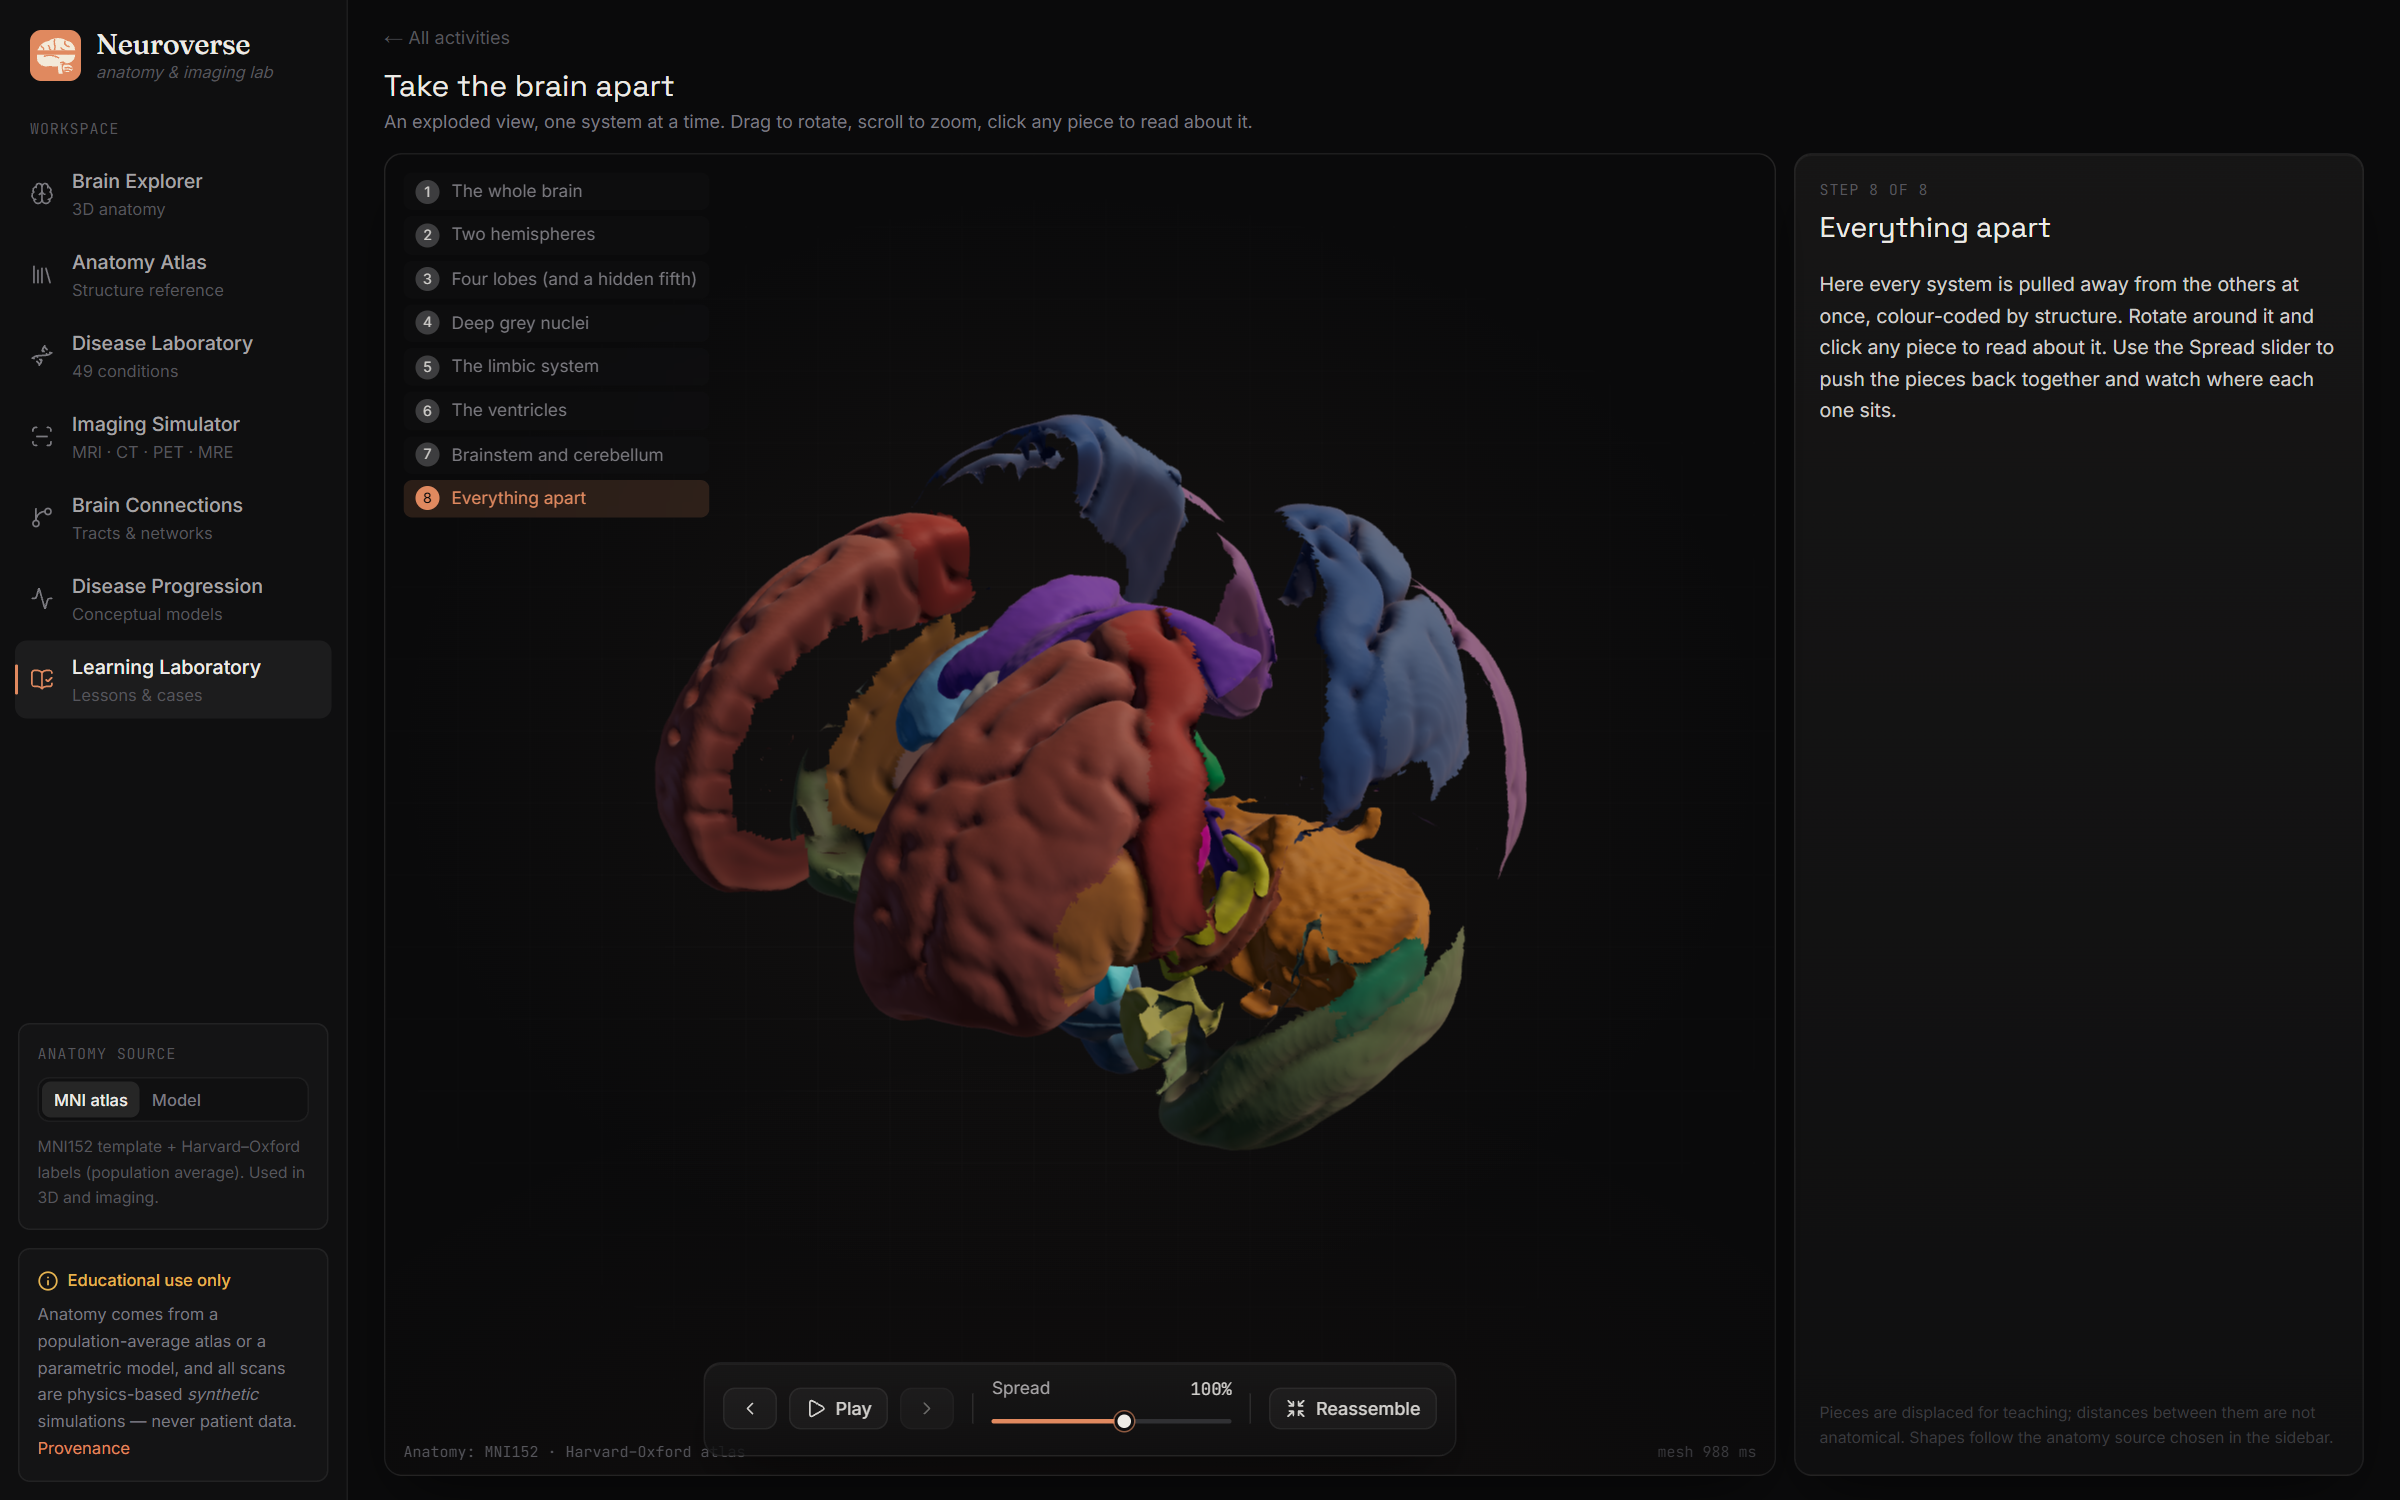 Neuroverse
anatomy & imaging lab
WORKSPACE
Brain Explorer
3D anatomy
Anatomy Atlas
Structure reference
Disease Laboratory
49 conditions
Imaging Simulator
MRI · CT · PET · MRE
Brain Connections
Tracts & networks
Disease Progression
Conceptual models
Learning Laboratory
Lessons & cases
ANATOMY SOURCE
MNI atlas
Model
MNI152 template + Harvard–Oxford
labels (population average). Used in
3D and imaging.
Educational use only
Anatomy comes from a
population-average atlas or a
parametric model, and all scans
are physics-based synthetic
simulations — never patient data.
Provenance
← All activities
Take the brain apart
An exploded view, one system at a time. Drag to rotate, scroll to zoom, click any piece to read about it.
1 The whole brain
2 Two hemispheres
3 Four lobes (and a hidden fifth)
4 Deep grey nuclei
5 The limbic system
6 The ventricles
7 Brainstem and cerebellum
8 Everything apart
Play
Spread 100%
Reassemble
Anatomy: MNI152 · Harvard-Oxford atlas
mesh 988 ms
STEP 8 OF 8
Everything apart
Here every system is pulled away from the others at
once, colour-coded by structure. Rotate around it and
click any piece to read about it. Use the Spread slider to
push the pieces back together and watch where each
one sits.
Pieces are displaced for teaching; distances between them are not
anatomical. Shapes follow the anatomy source chosen in the sidebar.